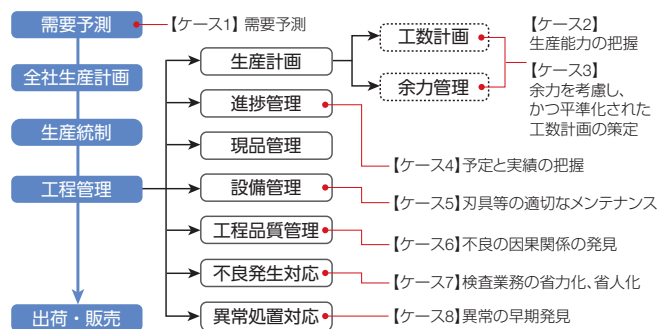 需要予測
【ケース1】需要予測
全社生産計画
生産統制
工程管理
出荷・販売
生産計画
進捗管理
現品管理
設備管理
工程品質管理
不良発生対応
異常処置対応
工数計画
余力管理
【ケース2】
生産能力の把握
【ケース3】
余力を考慮し、
かつ平準化された
工数計画の策定
【ケース4】予定と実績の把握
【ケース5】刃具等の適切なメンテナンス
【ケース6】不良の因果関係の発見
【ケース7】検査業務の省力化、省人化
【ケース8】異常の早期発見